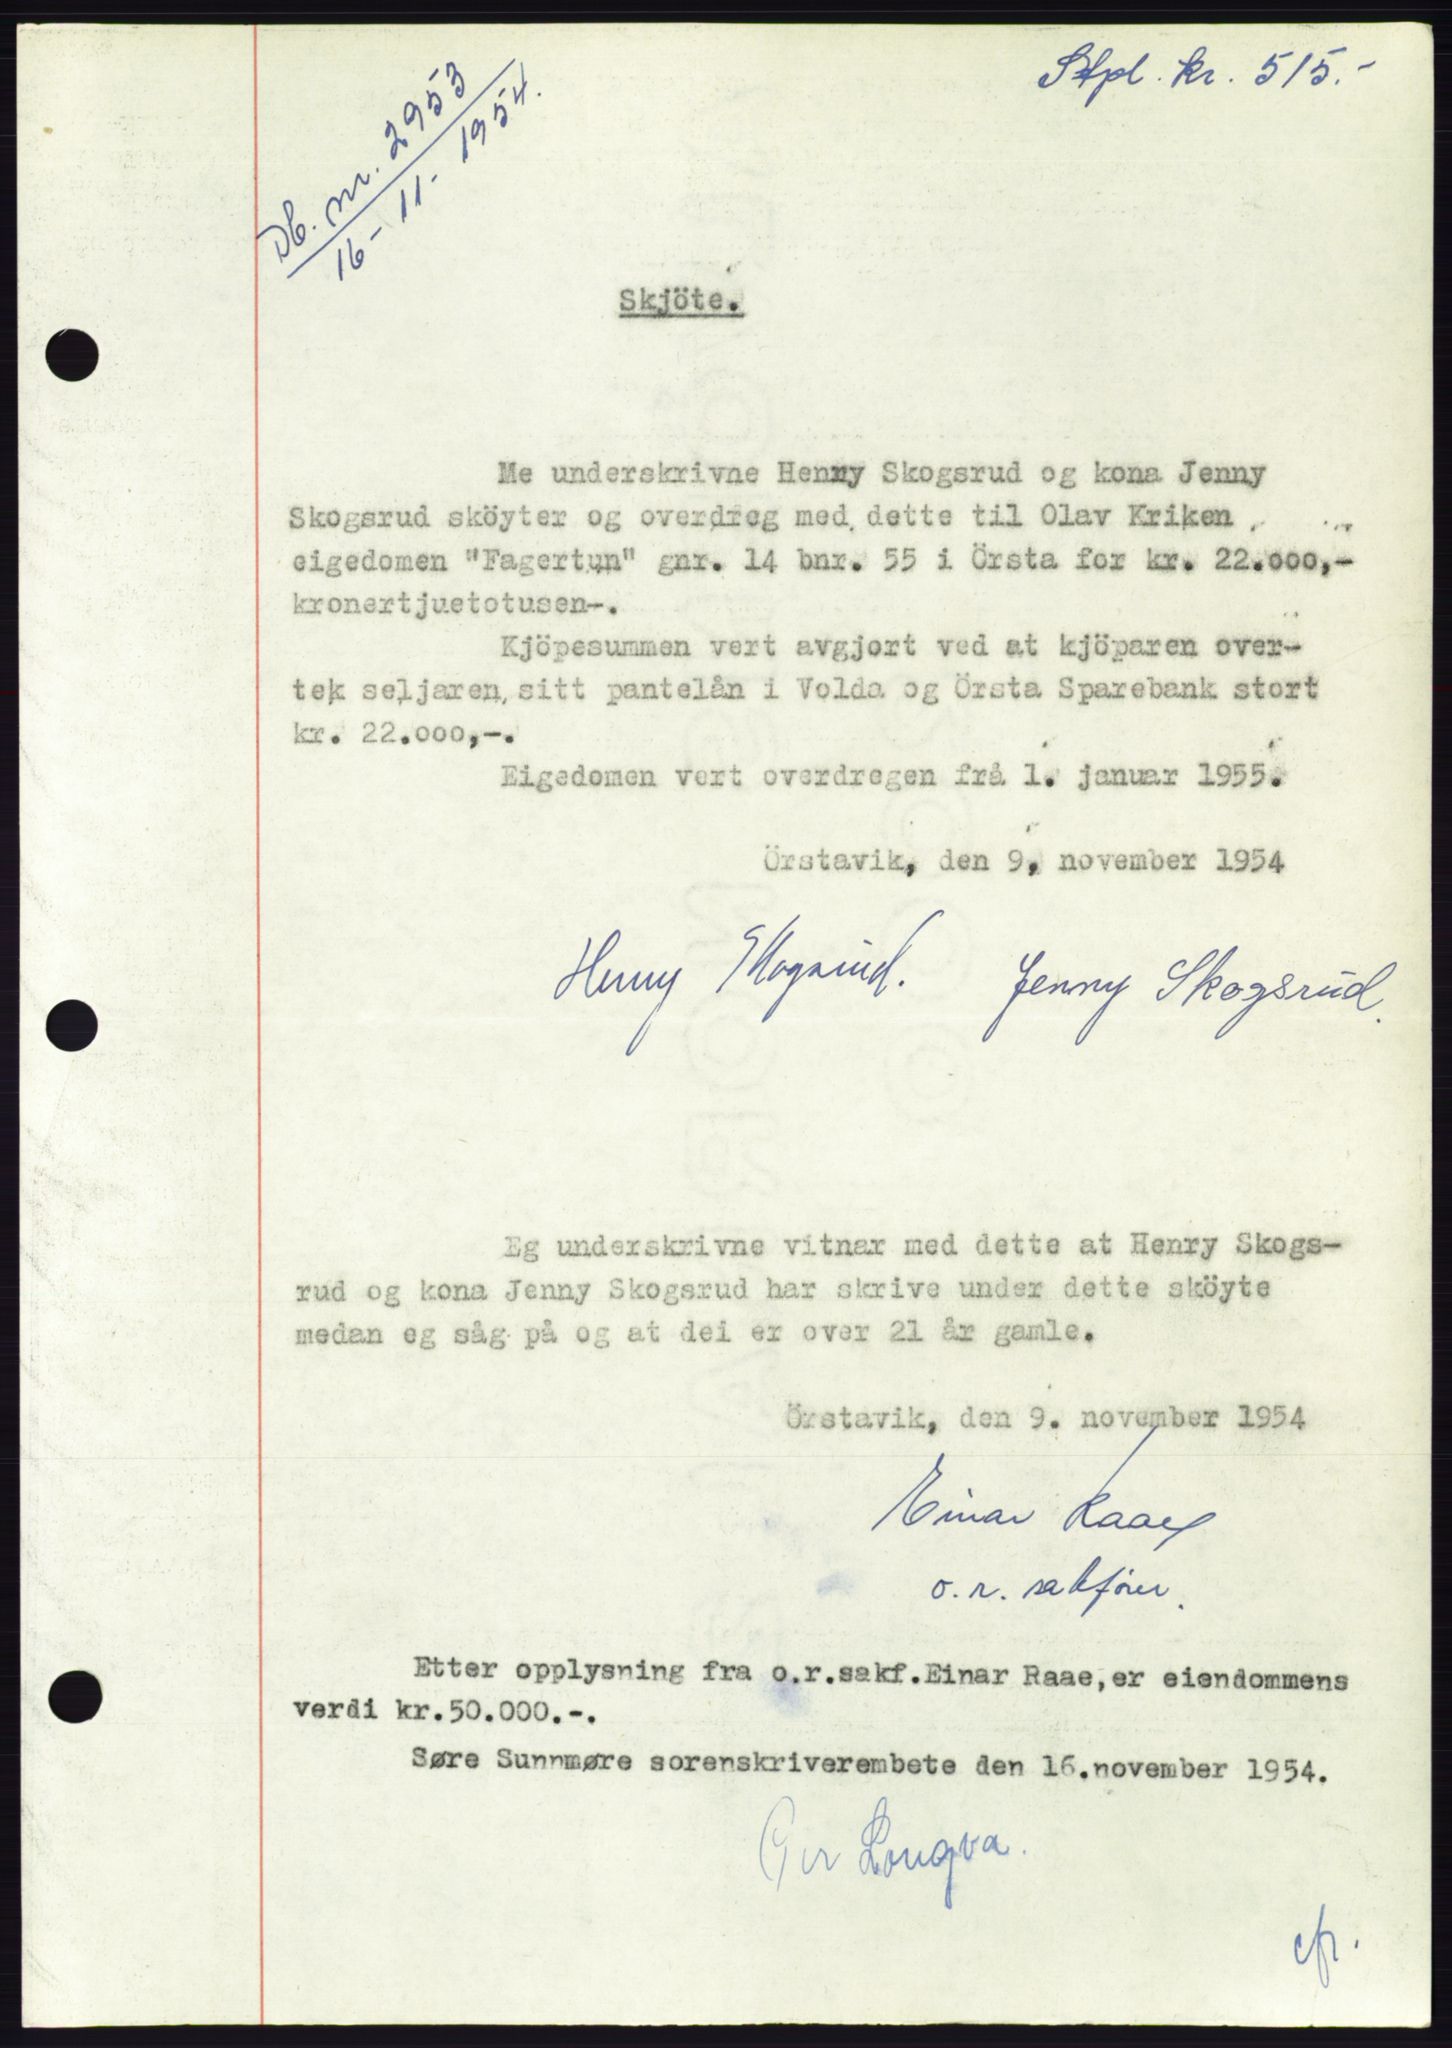 Stpl. kr. 515.-
Db. nr. 2953
16-11-1954.
Skjöte.
Me underskrivne Henry Skogsrud og kona Jenny
Skogsrud sköyter og overdreg med dette til Olav Kriken
eigedomen "Fagertun" gnr. 14 bnr. 55 i Örsta for kr. 22.000,-
kronertjuetotusen-.
Kjöpesummen vert avgjort ved at kjöparen over-
tek seljaren sitt pantelån i Volda og Örsta Sparebank stort
kr. 22.000,-.
Eigedomen vert overdregen frå 1. januar 1955.
Örstavik, den 9. november 1954
Henry Skogsrud. Jenny Skogsrud.
Eg underskrivne vitnar med dette at Henry Skogs-
rud og kona Jenny Skogsrud har skrive under dette sköyte
medan eg såg på og at dei er over 21 år gamle.
Örstavik, den 9. november 1954
Einar Raae
o.r. sakfører.
Etter opplysning fra o.r.sakf.Einar Raae,er eiendommens
verdi kr.50.000.-.
Søre Sunnmøre sorenskriverembete den 16.november 1954.
Longva.